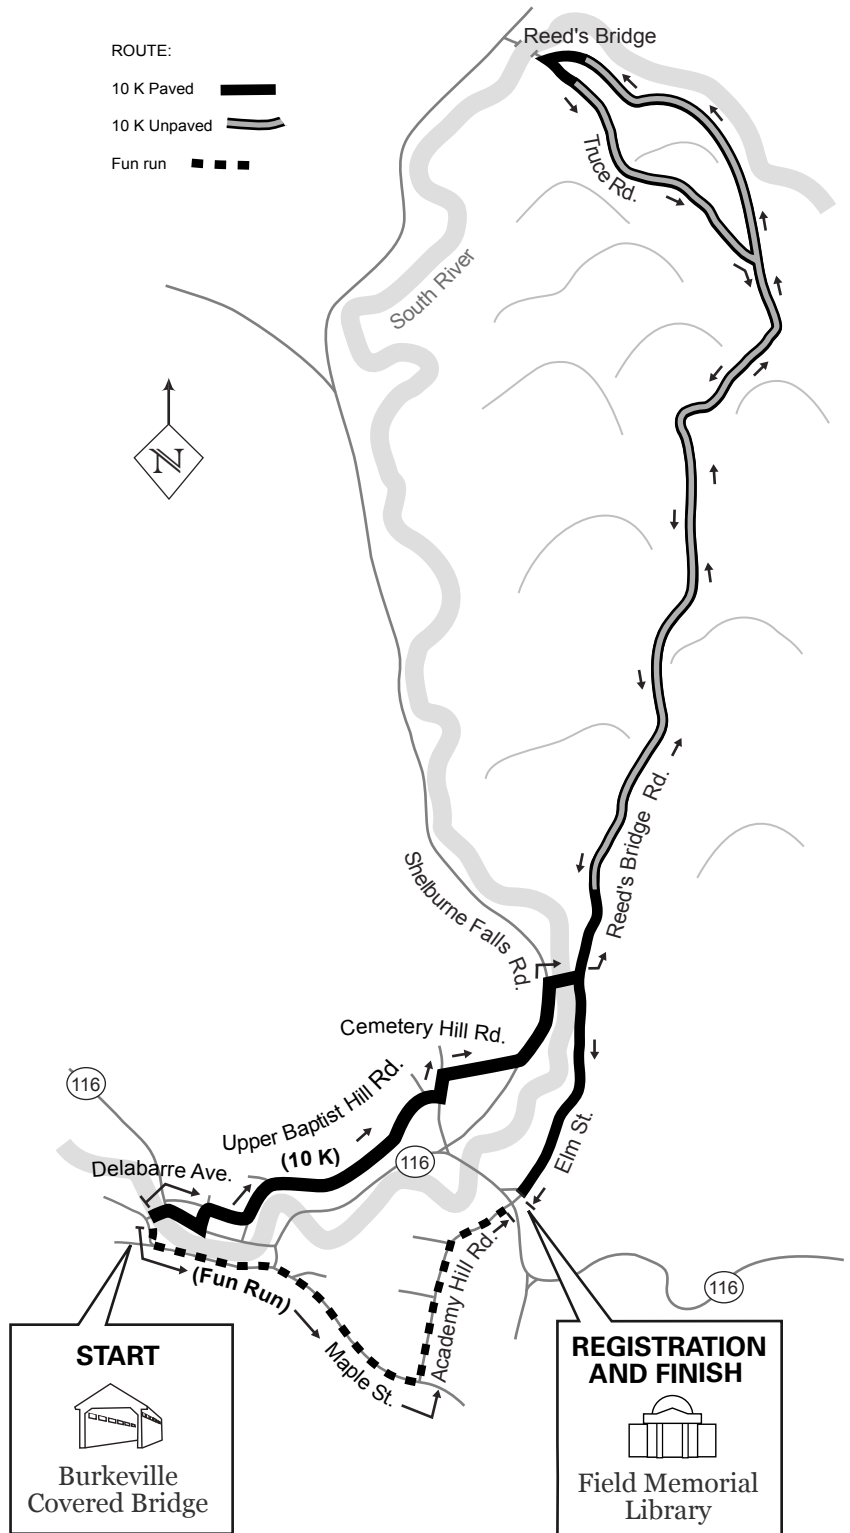 Reed's Bridge
ROUTE:
10 K Paved
10 K Unpaved
Fun run
Truce Rd.
South River
N
Reed's Bridge Rd.
Shelburne Falls Rd.
Cemetery Hill Rd.
116
Upper Baptist Hill Rd.
(10 K)
116
Elm St.
Delabarre Ave.
Academy Hill Rd.
(Fun Run)
116
Maple St.
START
Burkeville
Covered Bridge
REGISTRATION
AND FINISH
Field Memorial
Library